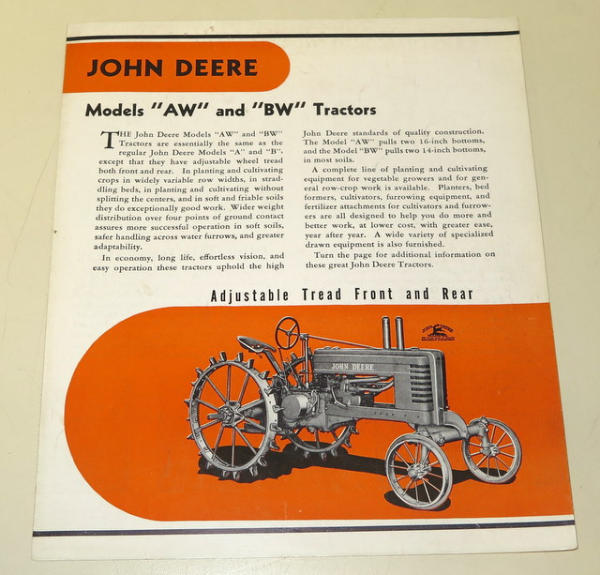 JOHN DEERE
Models "AW" and "BW" Tractors
THE John Deere Models "AW" and "BW"
Tractors are essentially the same as the
regular John Deere Models "A" and "B",
except that they have adjustable wheel tread
both front and rear. In planting and cultivating
crops in widely variable row widths, in strad-
dling beds, in planting and cultivating without
splitting the centers, and in soft and friable soils
they do exceptionally good work. Wider weight
distribution over four points of ground contact
assures more successful operation in soft soils,
safer handling across water furrows, and greater
adaptability.
In economy, long life, effortless vision, and
easy operation these tractors uphold the high
John Deere standards of quality construction.
The Model "AW" pulls two 16-inch bottoms,
and the Model "BW" pulls two 14-inch bottoms,
in most soils.
A complete line of planting and cultivating
equipment for vegetable growers and for gen-
eral row-crop work is available. Planters, bed
formers, cultivators, furrowing equipment, and
fertilizer attachments for cultivators and furrow-
ers are all designed to help you do more and
better work, at lower cost, with greater ease,
year after year. A wide variety of specialized
drawn equipment is also furnished.
Turn the page for additional information on
these great John Deere Tractors.
Adjustable Tread Front and Rear
JOHN DEERE
JOHN DEERE